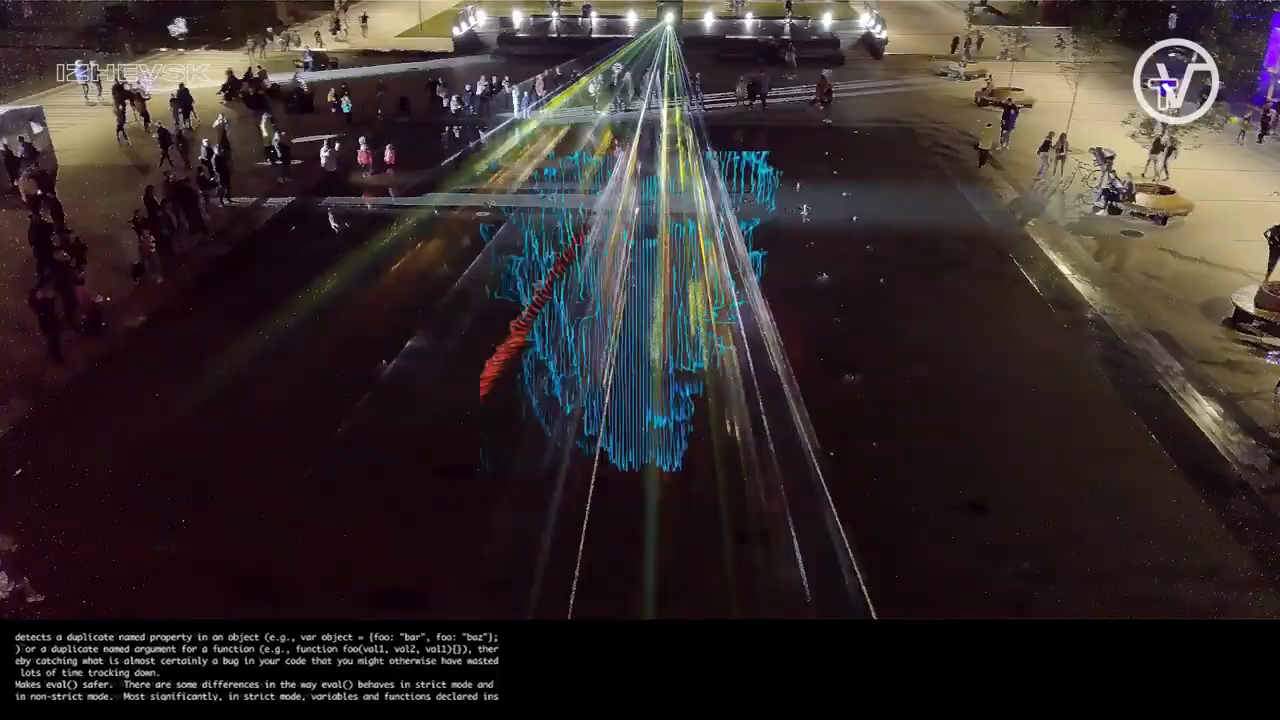 IZHEVSK
TV
detects a duplicate named property in an object (e.g., var object = {foo: "bar", foo: "baz"};
) or a duplicate named argument for a function (e.g., function foo(val1, val2, val1){}), ther
eby catching what is almost certainly a bug in your code that you might otherwise have wasted
lots of time tracking down.
Makes eval() safer. There are some differences in the way eval() behaves in strict mode and
in non-strict mode. Most significantly, in strict mode, variables and functions declared ins